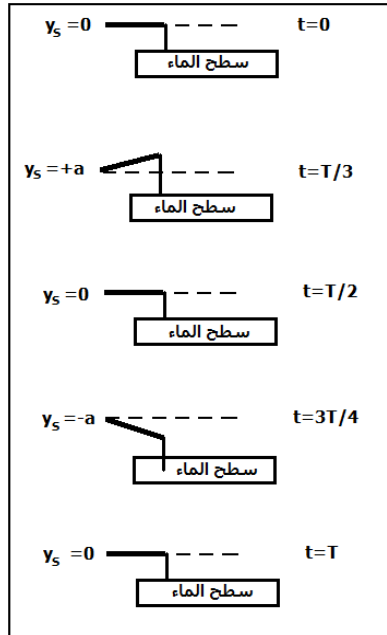 yS =0 t=0
سطح الماء
yS =+a t=T/3
سطح الماء
yS =0 t=T/2
سطح الماء
yS =-a t=3T/4
سطح الماء
yS =0 t=T
سطح الماء